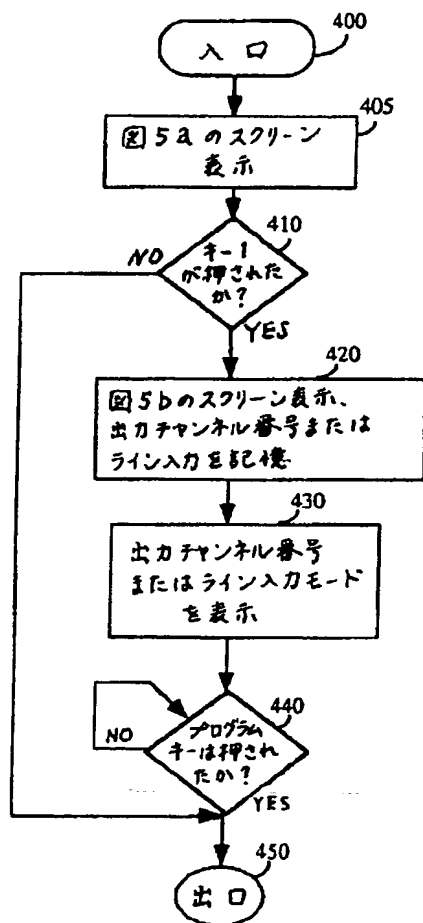 400
入口
405
図5aのスクリーン
表示
410
NO
キー1
が押された
か?
YES
420
図5bのスクリーン表示、
出力チャンネル番号または
ライン入力を記憶
430
出力チャンネル番号
またはライン入力モード
を表示
440
プログラム
キーは押され
たか?
NO
YES
450
出口